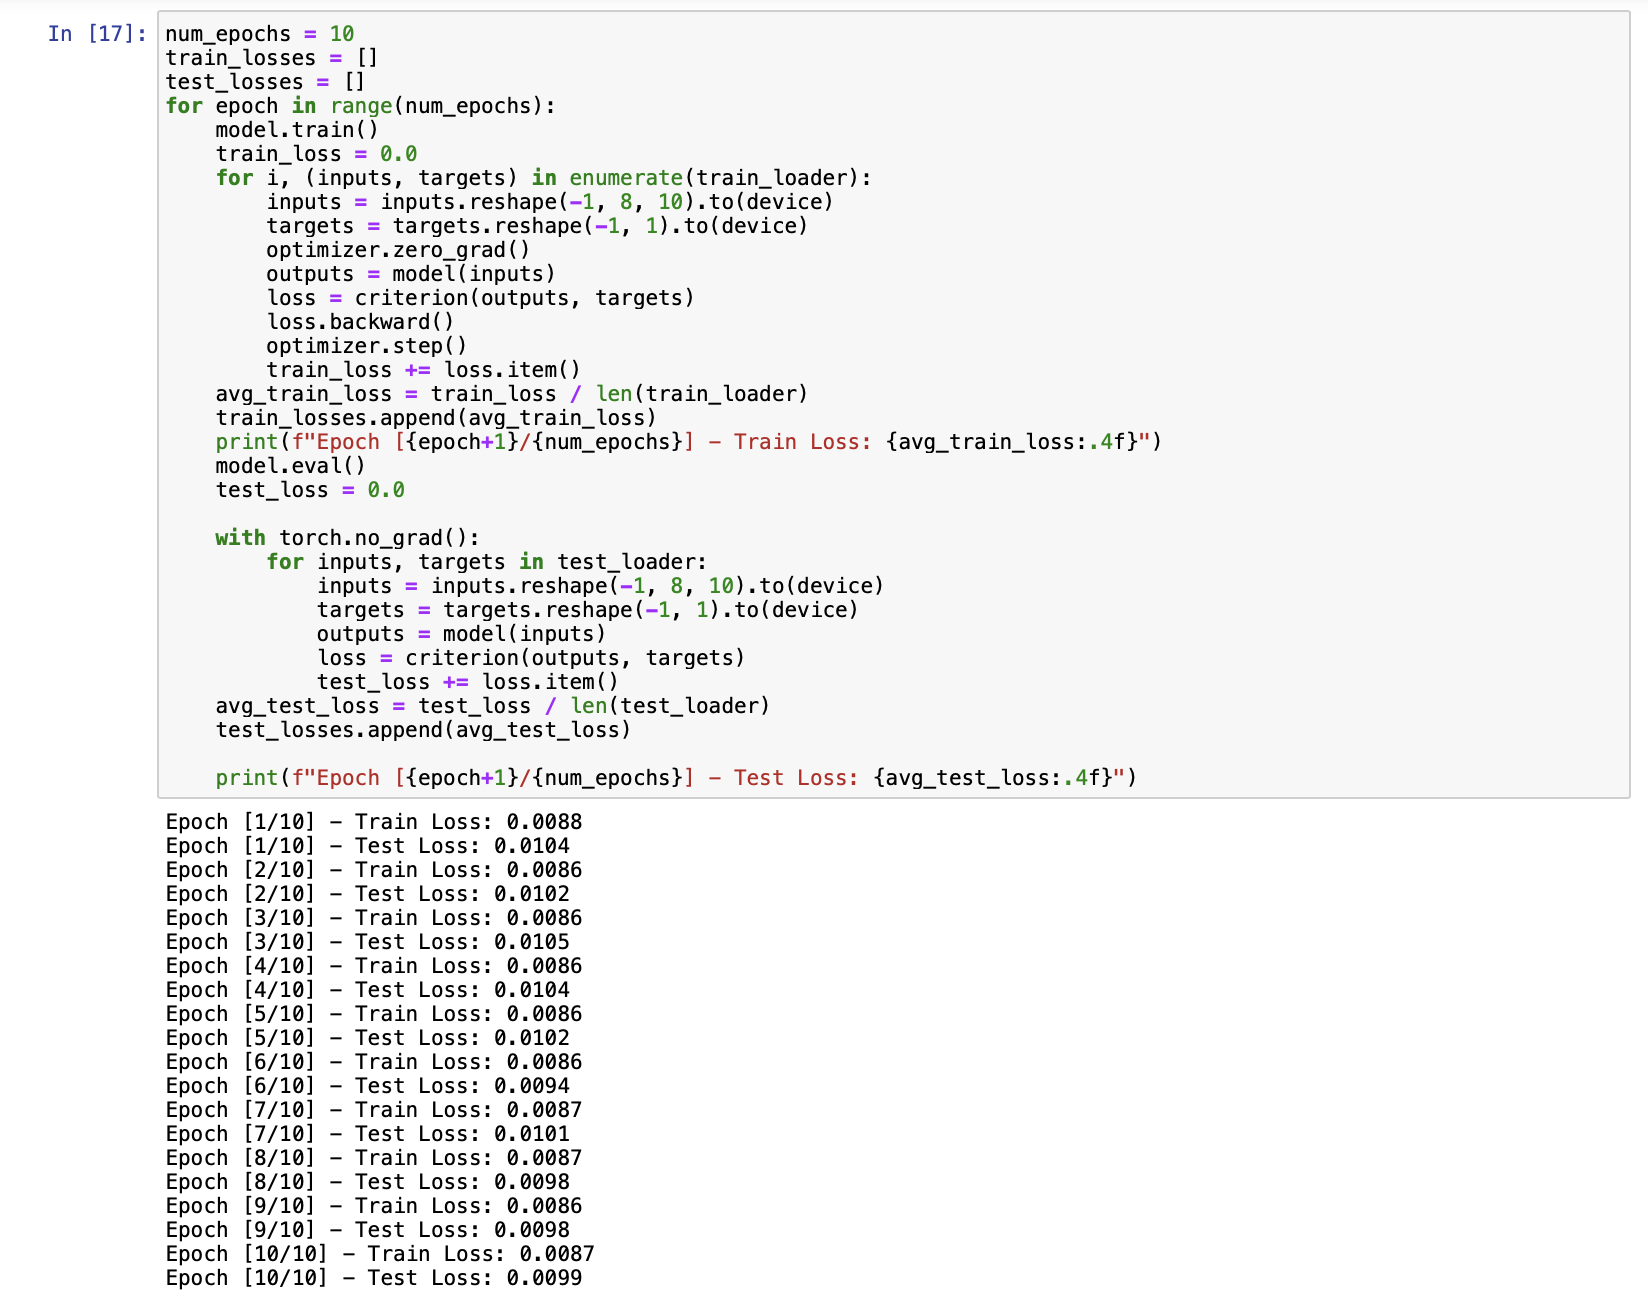 In [17]:
num_epochs = 10
train_losses = []
test_losses = []
for epoch in range(num_epochs):
    model.train()
    train_loss = 0.0
    for i, (inputs, targets) in enumerate(train_loader):
        inputs = inputs.reshape(-1, 8, 10).to(device)
        targets = targets.reshape(-1, 1).to(device)
        optimizer.zero_grad()
        outputs = model(inputs)
        loss = criterion(outputs, targets)
        loss.backward()
        optimizer.step()
        train_loss += loss.item()
    avg_train_loss = train_loss / len(train_loader)
    train_losses.append(avg_train_loss)
    print(f"Epoch [{epoch+1}/{num_epochs}] - Train Loss: {avg_train_loss:.4f}")
    model.eval()
    test_loss = 0.0

    with torch.no_grad():
        for inputs, targets in test_loader:
            inputs = inputs.reshape(-1, 8, 10).to(device)
            targets = targets.reshape(-1, 1).to(device)
            outputs = model(inputs)
            loss = criterion(outputs, targets)
            test_loss += loss.item()
    avg_test_loss = test_loss / len(test_loader)
    test_losses.append(avg_test_loss)

    print(f"Epoch [{epoch+1}/{num_epochs}] - Test Loss: {avg_test_loss:.4f}")
Epoch [1/10] - Train Loss: 0.0088
Epoch [1/10] - Test Loss: 0.0104
Epoch [2/10] - Train Loss: 0.0086
Epoch [2/10] - Test Loss: 0.0102
Epoch [3/10] - Train Loss: 0.0086
Epoch [3/10] - Test Loss: 0.0105
Epoch [4/10] - Train Loss: 0.0086
Epoch [4/10] - Test Loss: 0.0104
Epoch [5/10] - Train Loss: 0.0086
Epoch [5/10] - Test Loss: 0.0102
Epoch [6/10] - Train Loss: 0.0086
Epoch [6/10] - Test Loss: 0.0094
Epoch [7/10] - Train Loss: 0.0087
Epoch [7/10] - Test Loss: 0.0101
Epoch [8/10] - Train Loss: 0.0087
Epoch [8/10] - Test Loss: 0.0098
Epoch [9/10] - Train Loss: 0.0086
Epoch [9/10] - Test Loss: 0.0098
Epoch [10/10] - Train Loss: 0.0087
Epoch [10/10] - Test Loss: 0.0099